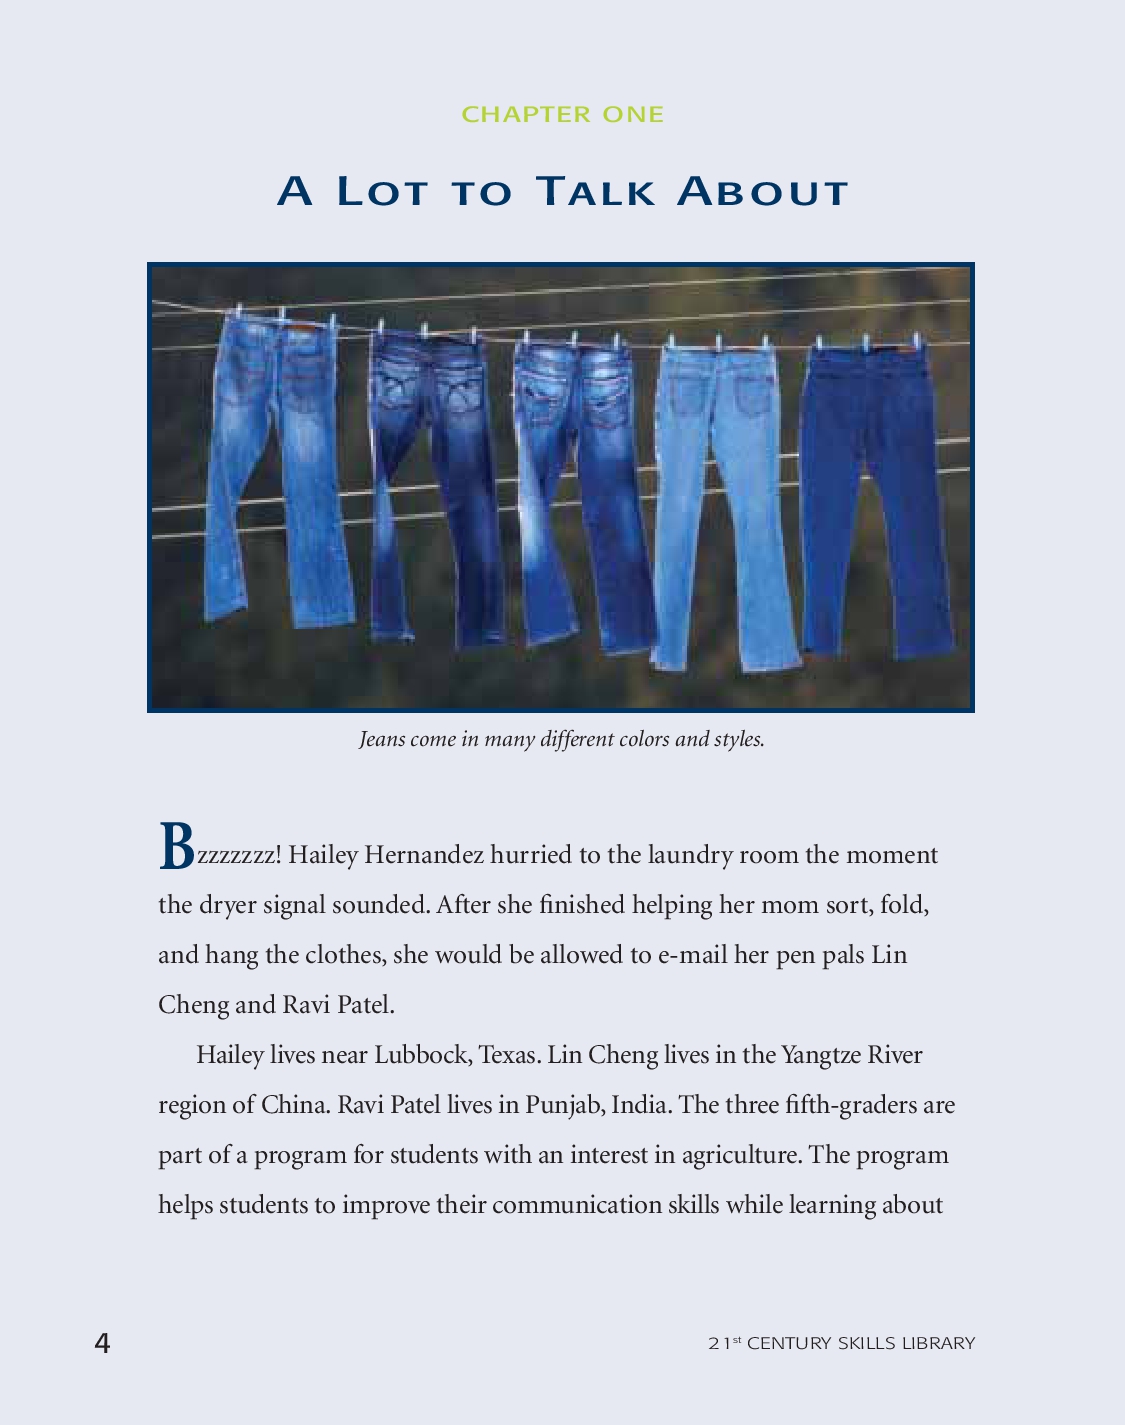 CHAPTER ONE
A LOT TO TALK ABOUT
Jeans come in many different colors and styles.
Bzzzzzzz! Hailey Hernandez hurried to the laundry room the moment
the dryer signal sounded. After she finished helping her mom sort, fold,
and hang the clothes, she would be allowed to e-mail her pen pals Lin
Cheng and Ravi Patel.
Hailey lives near Lubbock, Texas. Lin Cheng lives in the Yangtze River
region of China. Ravi Patel lives in Punjab, India. The three fifth-graders are
part of a program for students with an interest in agriculture. The program
helps students to improve their communication skills while learning about
4
21st CENTURY SKILLS LIBRARY